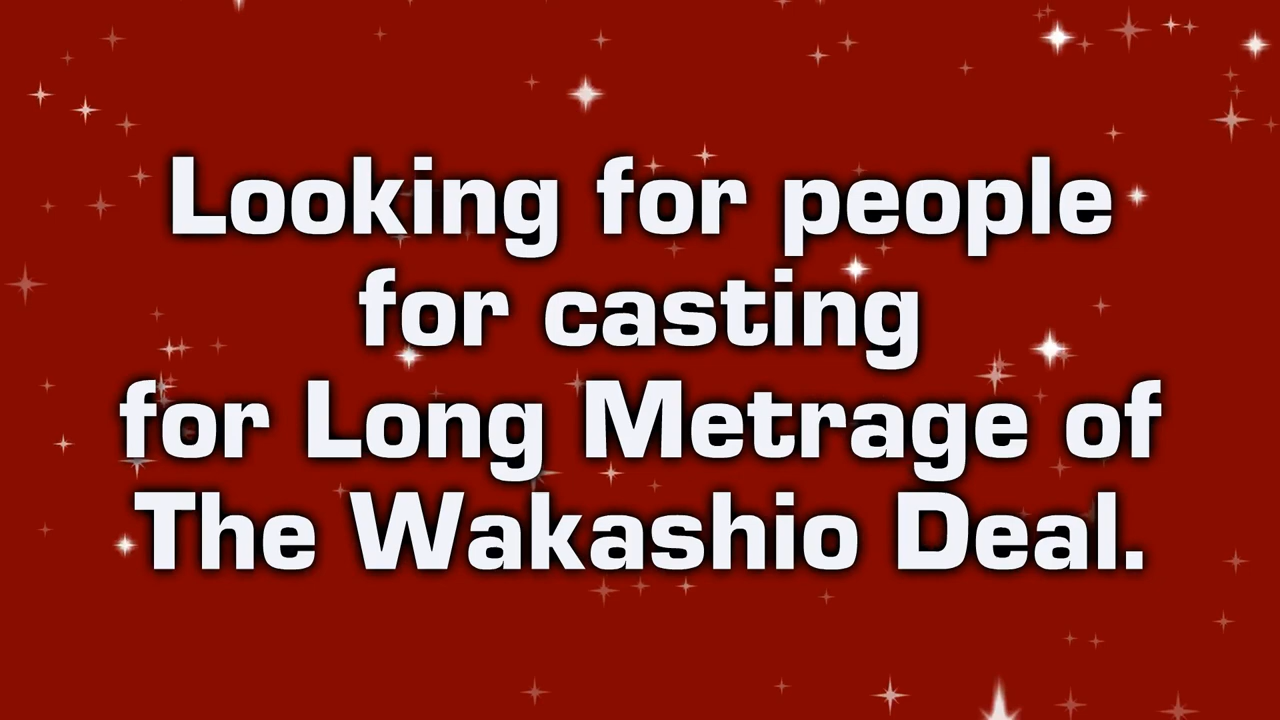 Looking for people
for casting
for Long Metrage of
The Wakashio Deal.